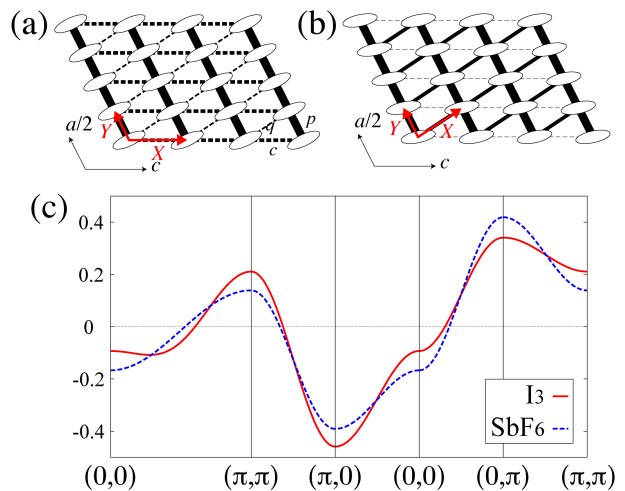 (a)
(b)
a/2
Y
X
c
q
p
c
a/2
Y
X
c
(c)
0.4
0.2
0
-0.2
-0.4
I3
SbF6
(0,0)
(π,π)
(π,0)
(0,0)
(0,π)
(π,π)